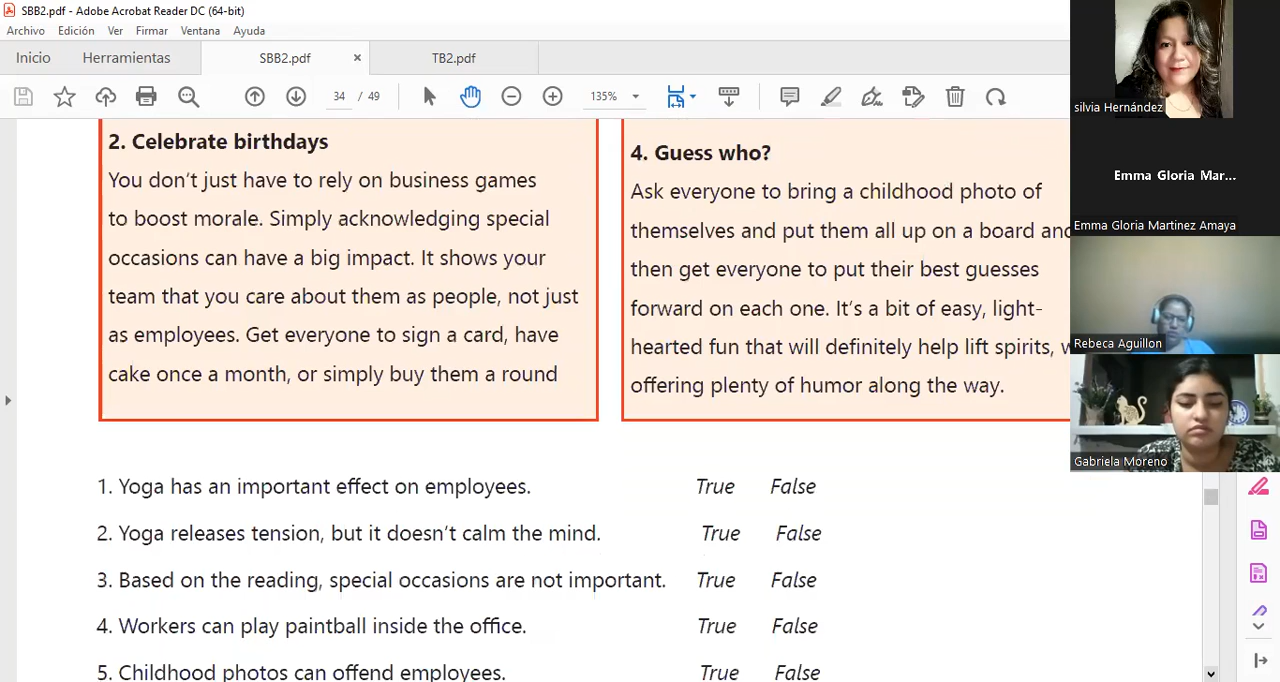 SBB2.pdf - Adobe Acrobat Reader DC (64-bit)
Archivo Edición Ver Firmar Ventana Ayuda
Inicio Herramientas SBB2.pdf × TB2.pdf
34 / 49 135%
2. Celebrate birthdays
You don't just have to rely on business games
to boost morale. Simply acknowledging special
occasions can have a big impact. It shows your
team that you care about them as people, not just
as employees. Get everyone to sign a card, have
cake once a month, or simply buy them a round
4. Guess who?
Ask everyone to bring a childhood photo of
themselves and put them all up on a board and
then get everyone to put their best guesses
forward on each one. It's a bit of easy, light-
hearted fun that will definitely help lift spirits, w
offering plenty of humor along the way.
1. Yoga has an important effect on employees. True False
2. Yoga releases tension, but it doesn't calm the mind. True False
3. Based on the reading, special occasions are not important. True False
4. Workers can play paintball inside the office. True False
5. Childhood photos can offend employees. True False
silvia Hernández
Emma Gloria Mar...
Emma Gloria Martinez Amaya
Rebeca Aguillon
Gabriela Moreno